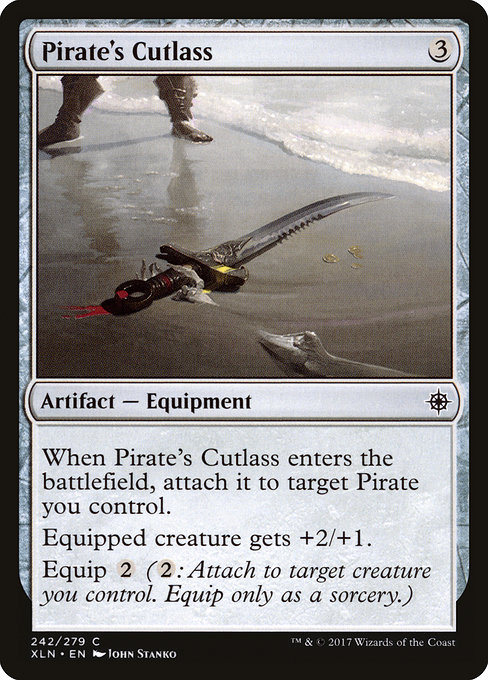 Pirate's Cutlass 3
Artifact — Equipment
When Pirate's Cutlass enters the
battlefield, attach it to target Pirate
you control.
Equipped creature gets +2/+1.
Equip 2 (2: Attach to target creature
you control. Equip only as a sorcery.)
242/279 C
XLN • EN John Stanko
™ & © 2017 Wizards of the Coast